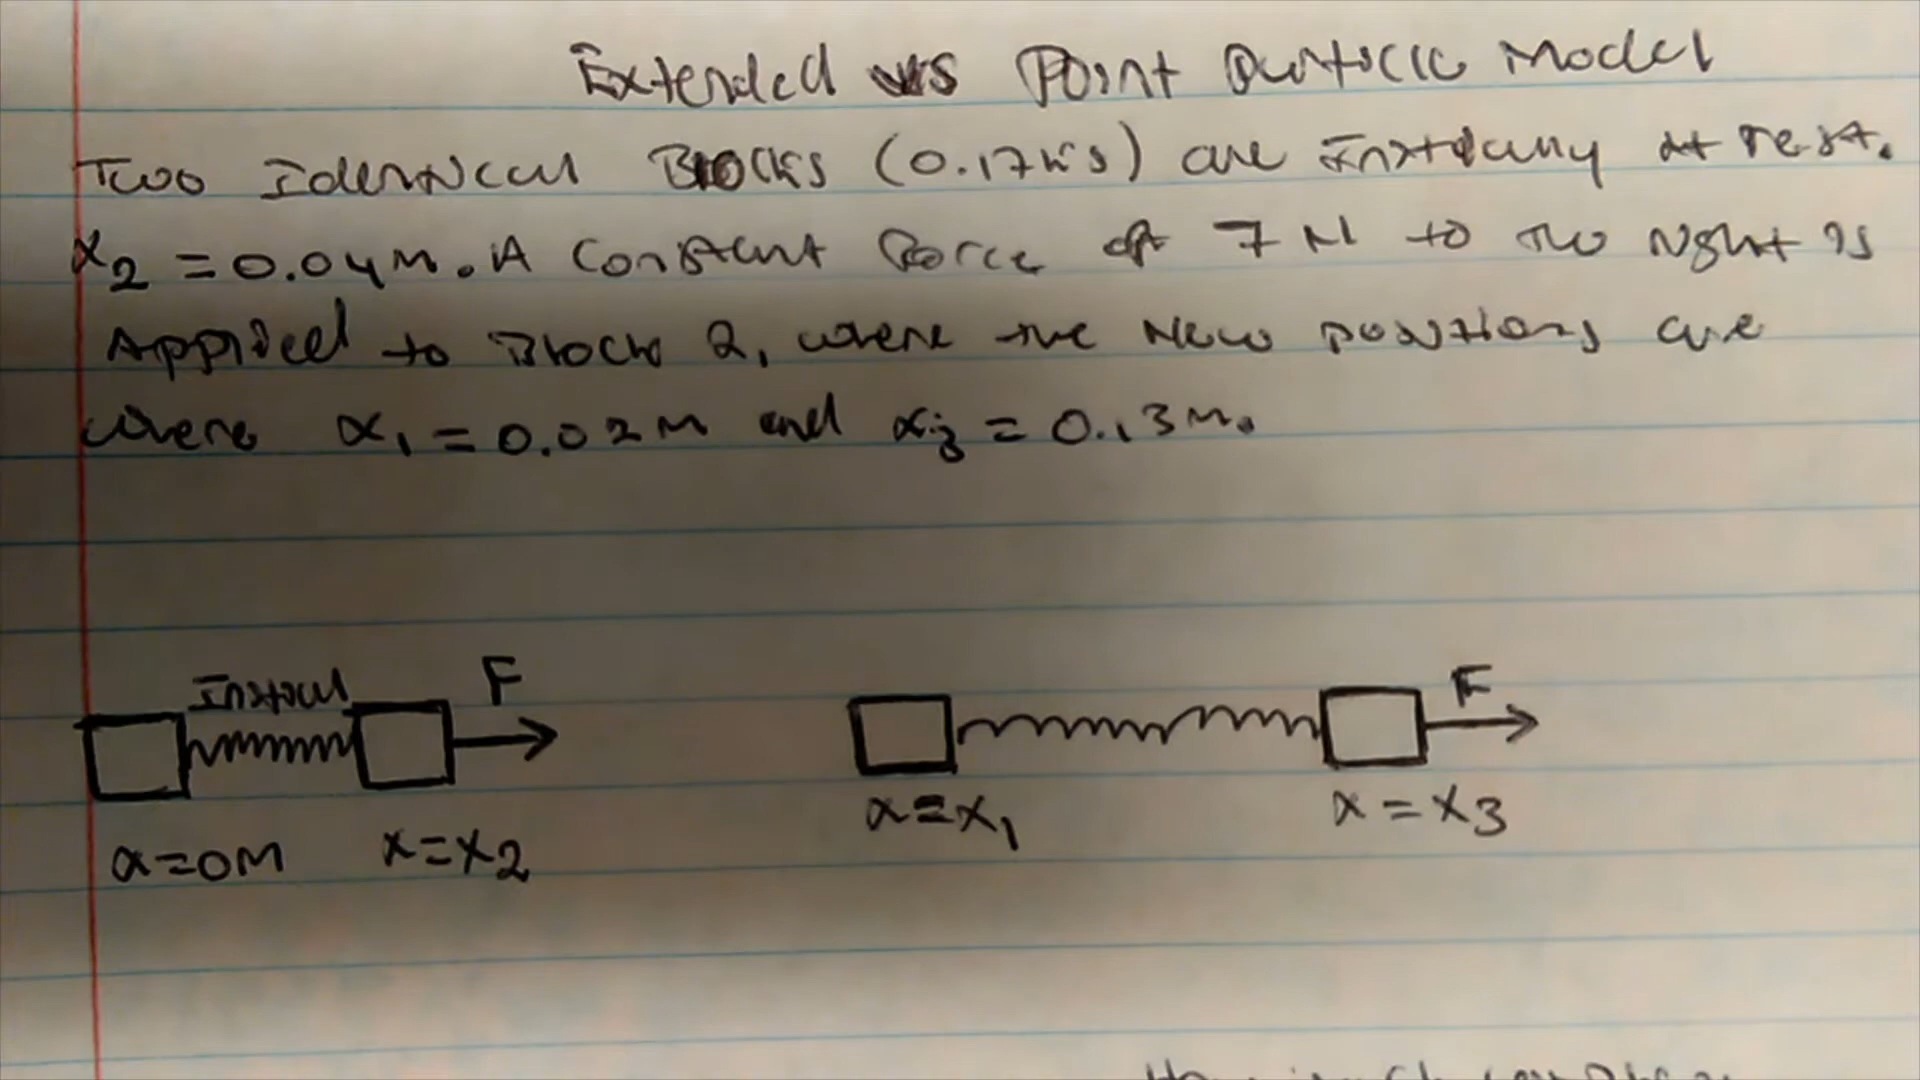 Extended vs Point Particle Model
Two Identical Blocks (0.17kg) are Initially at rest.
x2 = 0.04m. A Constant Force of 7 N to the right is
Applied to Block 2, where the New positions are
where x1 = 0.02m and x3 = 0.13m.
Initial
F
F
x=0M
x=x2
x=x1
x=x3